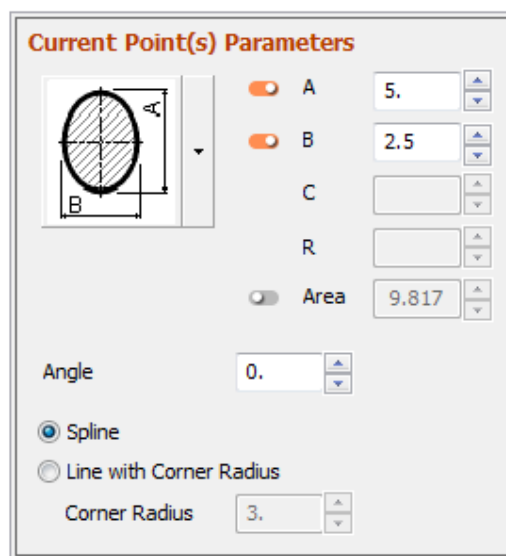 Current Point(s) Parameters
A
B
A 5.
B 2.5
C
R
Area 9.817
Angle 0.
Spline
Line with Corner Radius
Corner Radius 3.